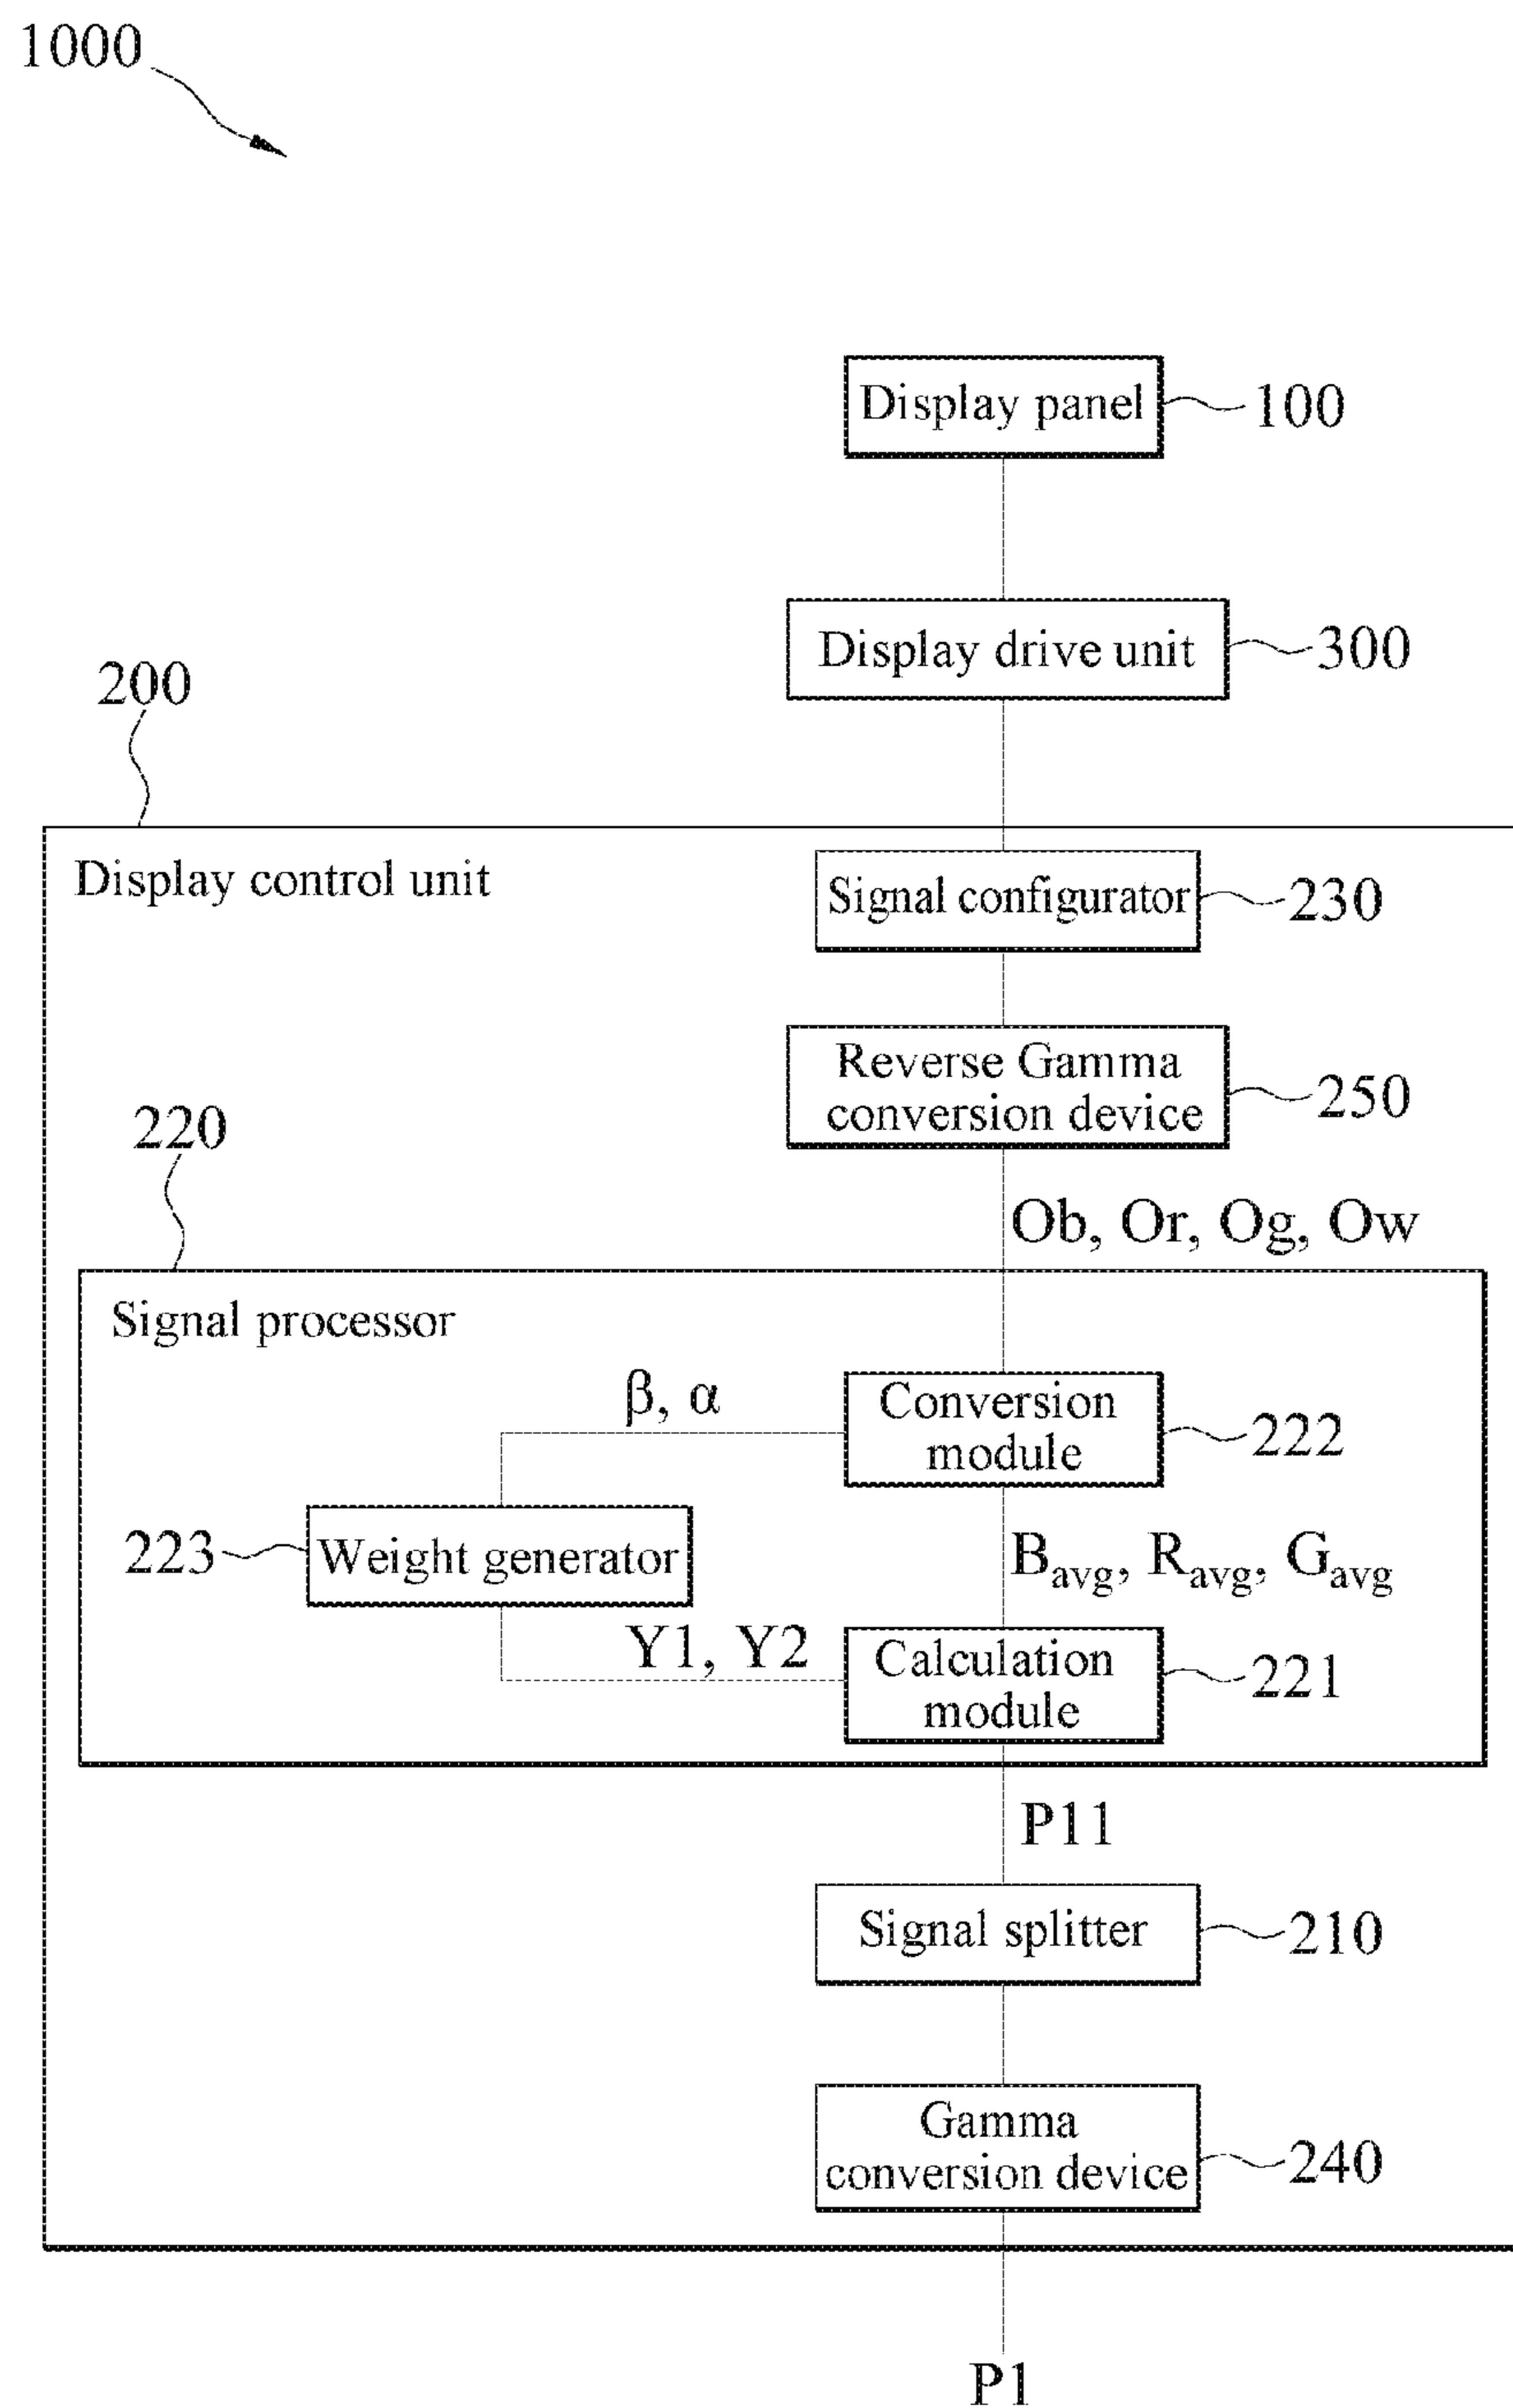 1000
Display panel
100
Display drive unit
300
200
Display control unit
Signal configurator
230
Reverse Gamma
conversion device
250
220
Ob, Or, Og, Ow
Signal processor
β, α
Conversion
module
222
223
Weight generator
Bavg, Ravg, Gavg
Y1, Y2
Calculation
module
221
P11
Signal splitter
210
Gamma
conversion device
240
P1